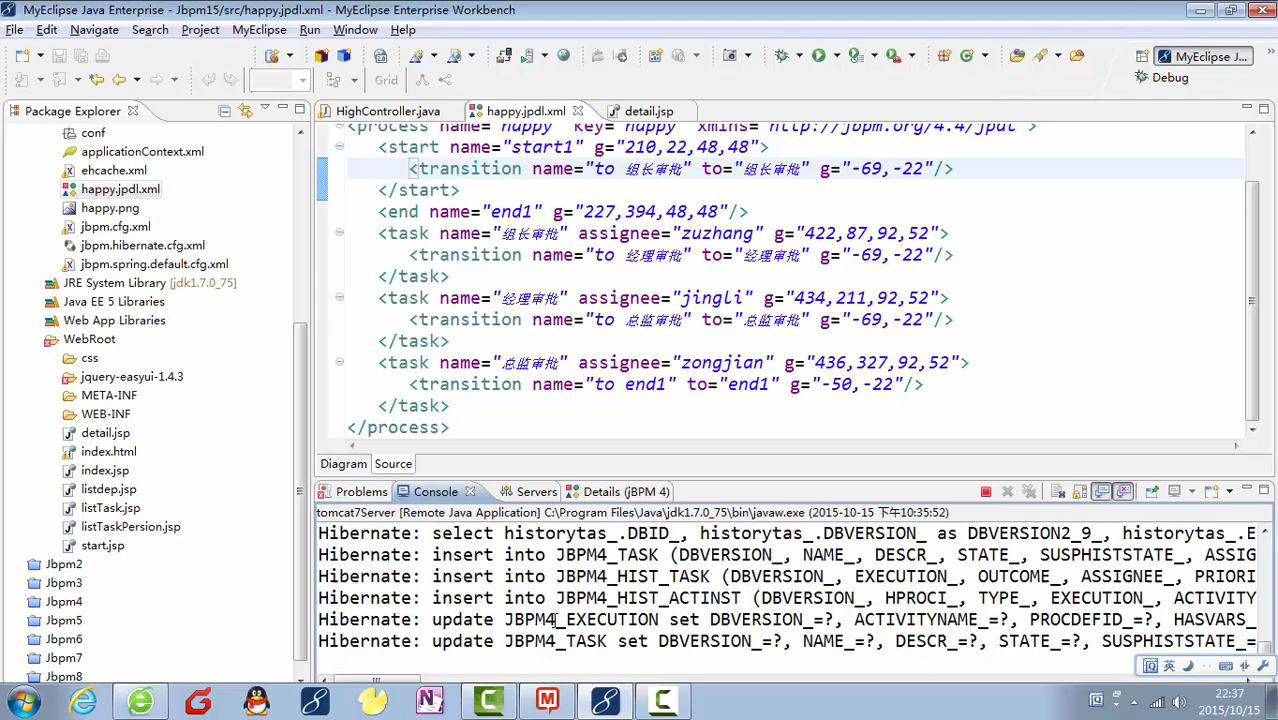 MyEclipse Java Enterprise - Jbpm15/src/happy.jpdl.xml - MyEclipse Enterprise Workbench
File Edit Navigate Search Project MyEclipse Run Window Help
Grid
MyEclipse J...
Debug
Package Explorer
conf
applicationContext.xml
ehcache.xml
happy.jpdl.xml
happy.png
jbpm.cfg.xml
jbpm.hibernate.cfg.xml
jbpm.spring.default.cfg.xml
JRE System Library [jdk1.7.0_75]
Java EE 5 Libraries
Web App Libraries
WebRoot
css
jquery-easyui-1.4.3
META-INF
WEB-INF
detail.jsp
index.html
index.jsp
listdep.jsp
listTask.jsp
listTaskPersion.jsp
start.jsp
Jbpm2
Jbpm3
Jbpm4
Jbpm5
Jbpm6
Jbpm7
Jbpm8
HighController.java happy.jpdl.xml detail.jsp
<process name="happy" key="happy" xmlns="http://jbpm.org/4.4/jpdl">
<start name="start1" g="210,22,48,48">
<transition name="to 组长审批" to="组长审批" g="-69,-22"/>
</start>
<end name="end1" g="227,394,48,48"/>
<task name="组长审批" assignee="zuzhang" g="422,87,92,52">
<transition name="to 经理审批" to="经理审批" g="-69,-22"/>
</task>
<task name="经理审批" assignee="jingli" g="434,211,92,52">
<transition name="to 总监审批" to="总监审批" g="-69,-22"/>
</task>
<task name="总监审批" assignee="zongjian" g="436,327,92,52">
<transition name="to end1" to="end1" g="-50,-22"/>
</task>
</process>
Diagram Source
Problems Console Servers Details (jBPM 4)
tomcat7Server [Remote Java Application] C:\Program Files\Java\jdk1.7.0_75\bin\javaw.exe (2015-10-15 下午10:35:52)
Hibernate: select historytas_.DBID_, historytas_.DBVERSION_ as DBVERSION2_9_, historytas_.E
Hibernate: insert into JBPM4_TASK (DBVERSION_, NAME_, DESCR_, STATE_, SUSPHISTSTATE_, ASSIG
Hibernate: insert into JBPM4_HIST_TASK (DBVERSION_, EXECUTION_, OUTCOME_, ASSIGNEE_, PRIORI
Hibernate: insert into JBPM4_HIST_ACTINST (DBVERSION_, HPROCI_, TYPE_, EXECUTION_, ACTIVITY
Hibernate: update JBPM4_EXECUTION set DBVERSION_=?, ACTIVITYNAME_=?, PROCDEFID_=?, HASVARS_
Hibernate: update JBPM4_TASK set DBVERSION_=?, NAME_=?, DESCR_=?, STATE_=?, SUSPHISTSTATE_=
英
22:37
2015/10/15